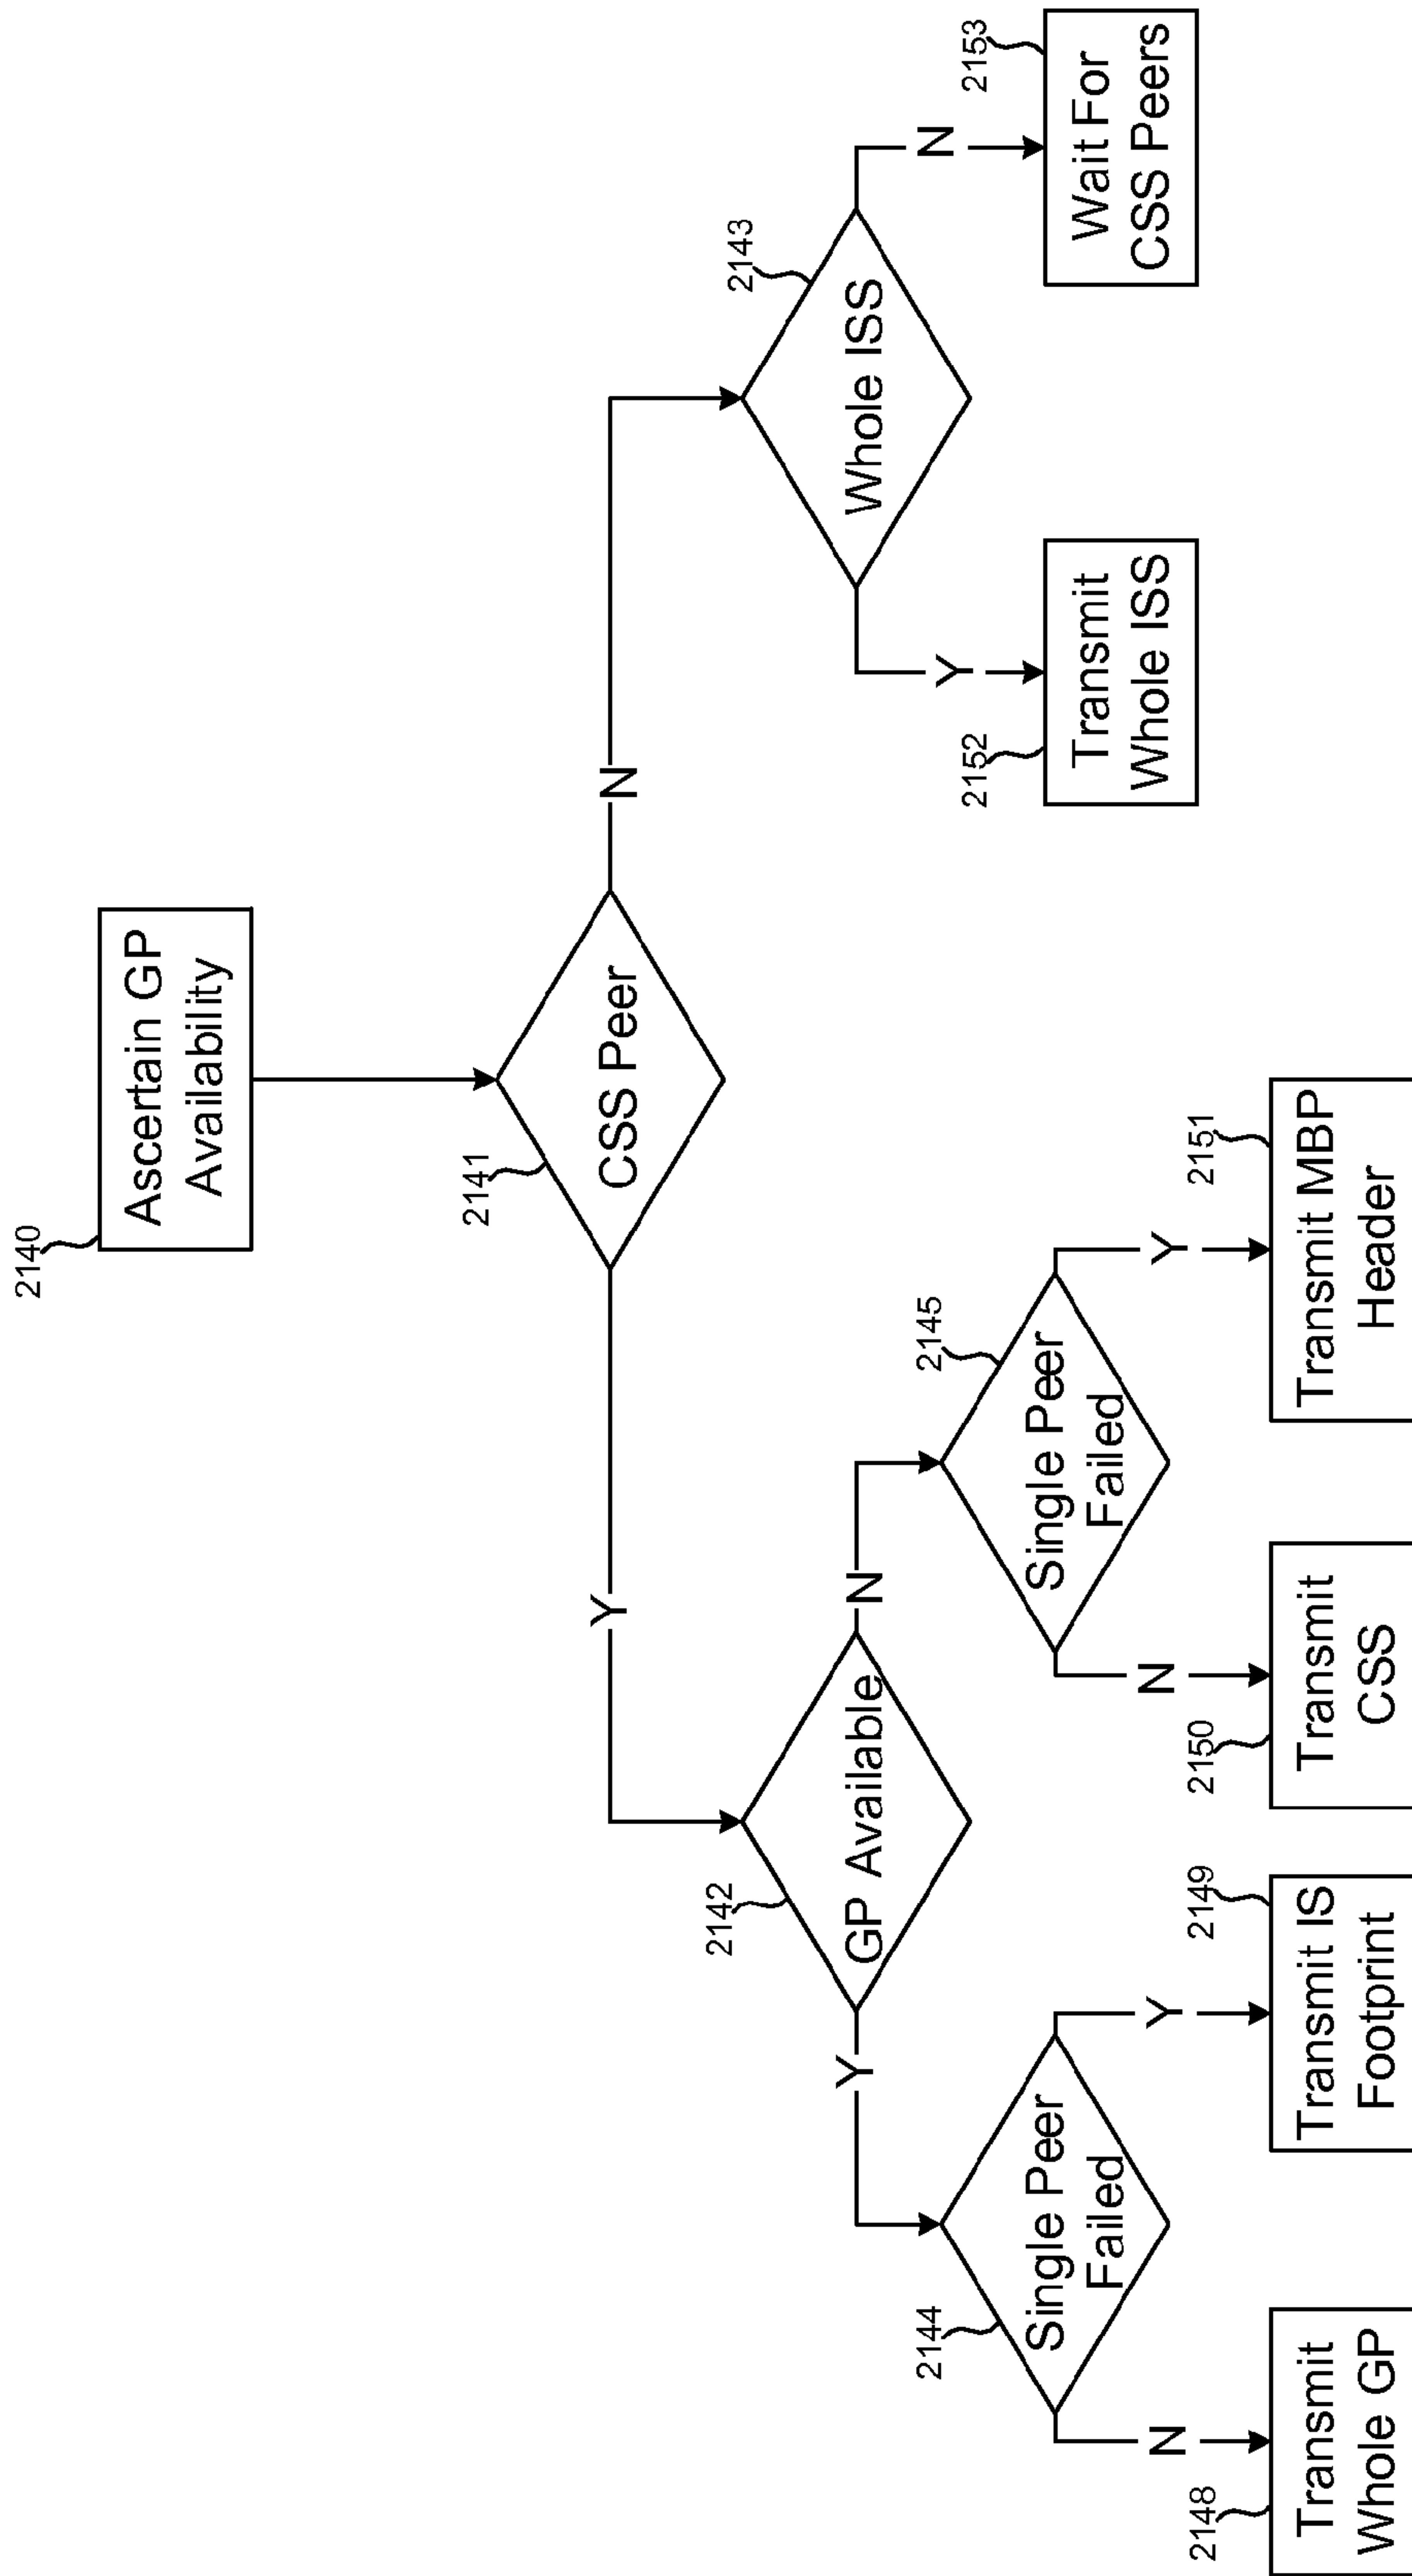 2140
Ascertain GP
Availability
2141
CSS Peer
Y
N
2142
GP Available
2143
Whole ISS
Y
N
Y
N
2144
Single Peer
Failed
2145
Single Peer
Failed
2152
Transmit
Whole ISS
2153
Wait For
CSS Peers
N
Y
N
Y
2148
Transmit
Whole GP
2149
Transmit IS
Footprint
2150
Transmit
CSS
2151
Transmit MBP
Header